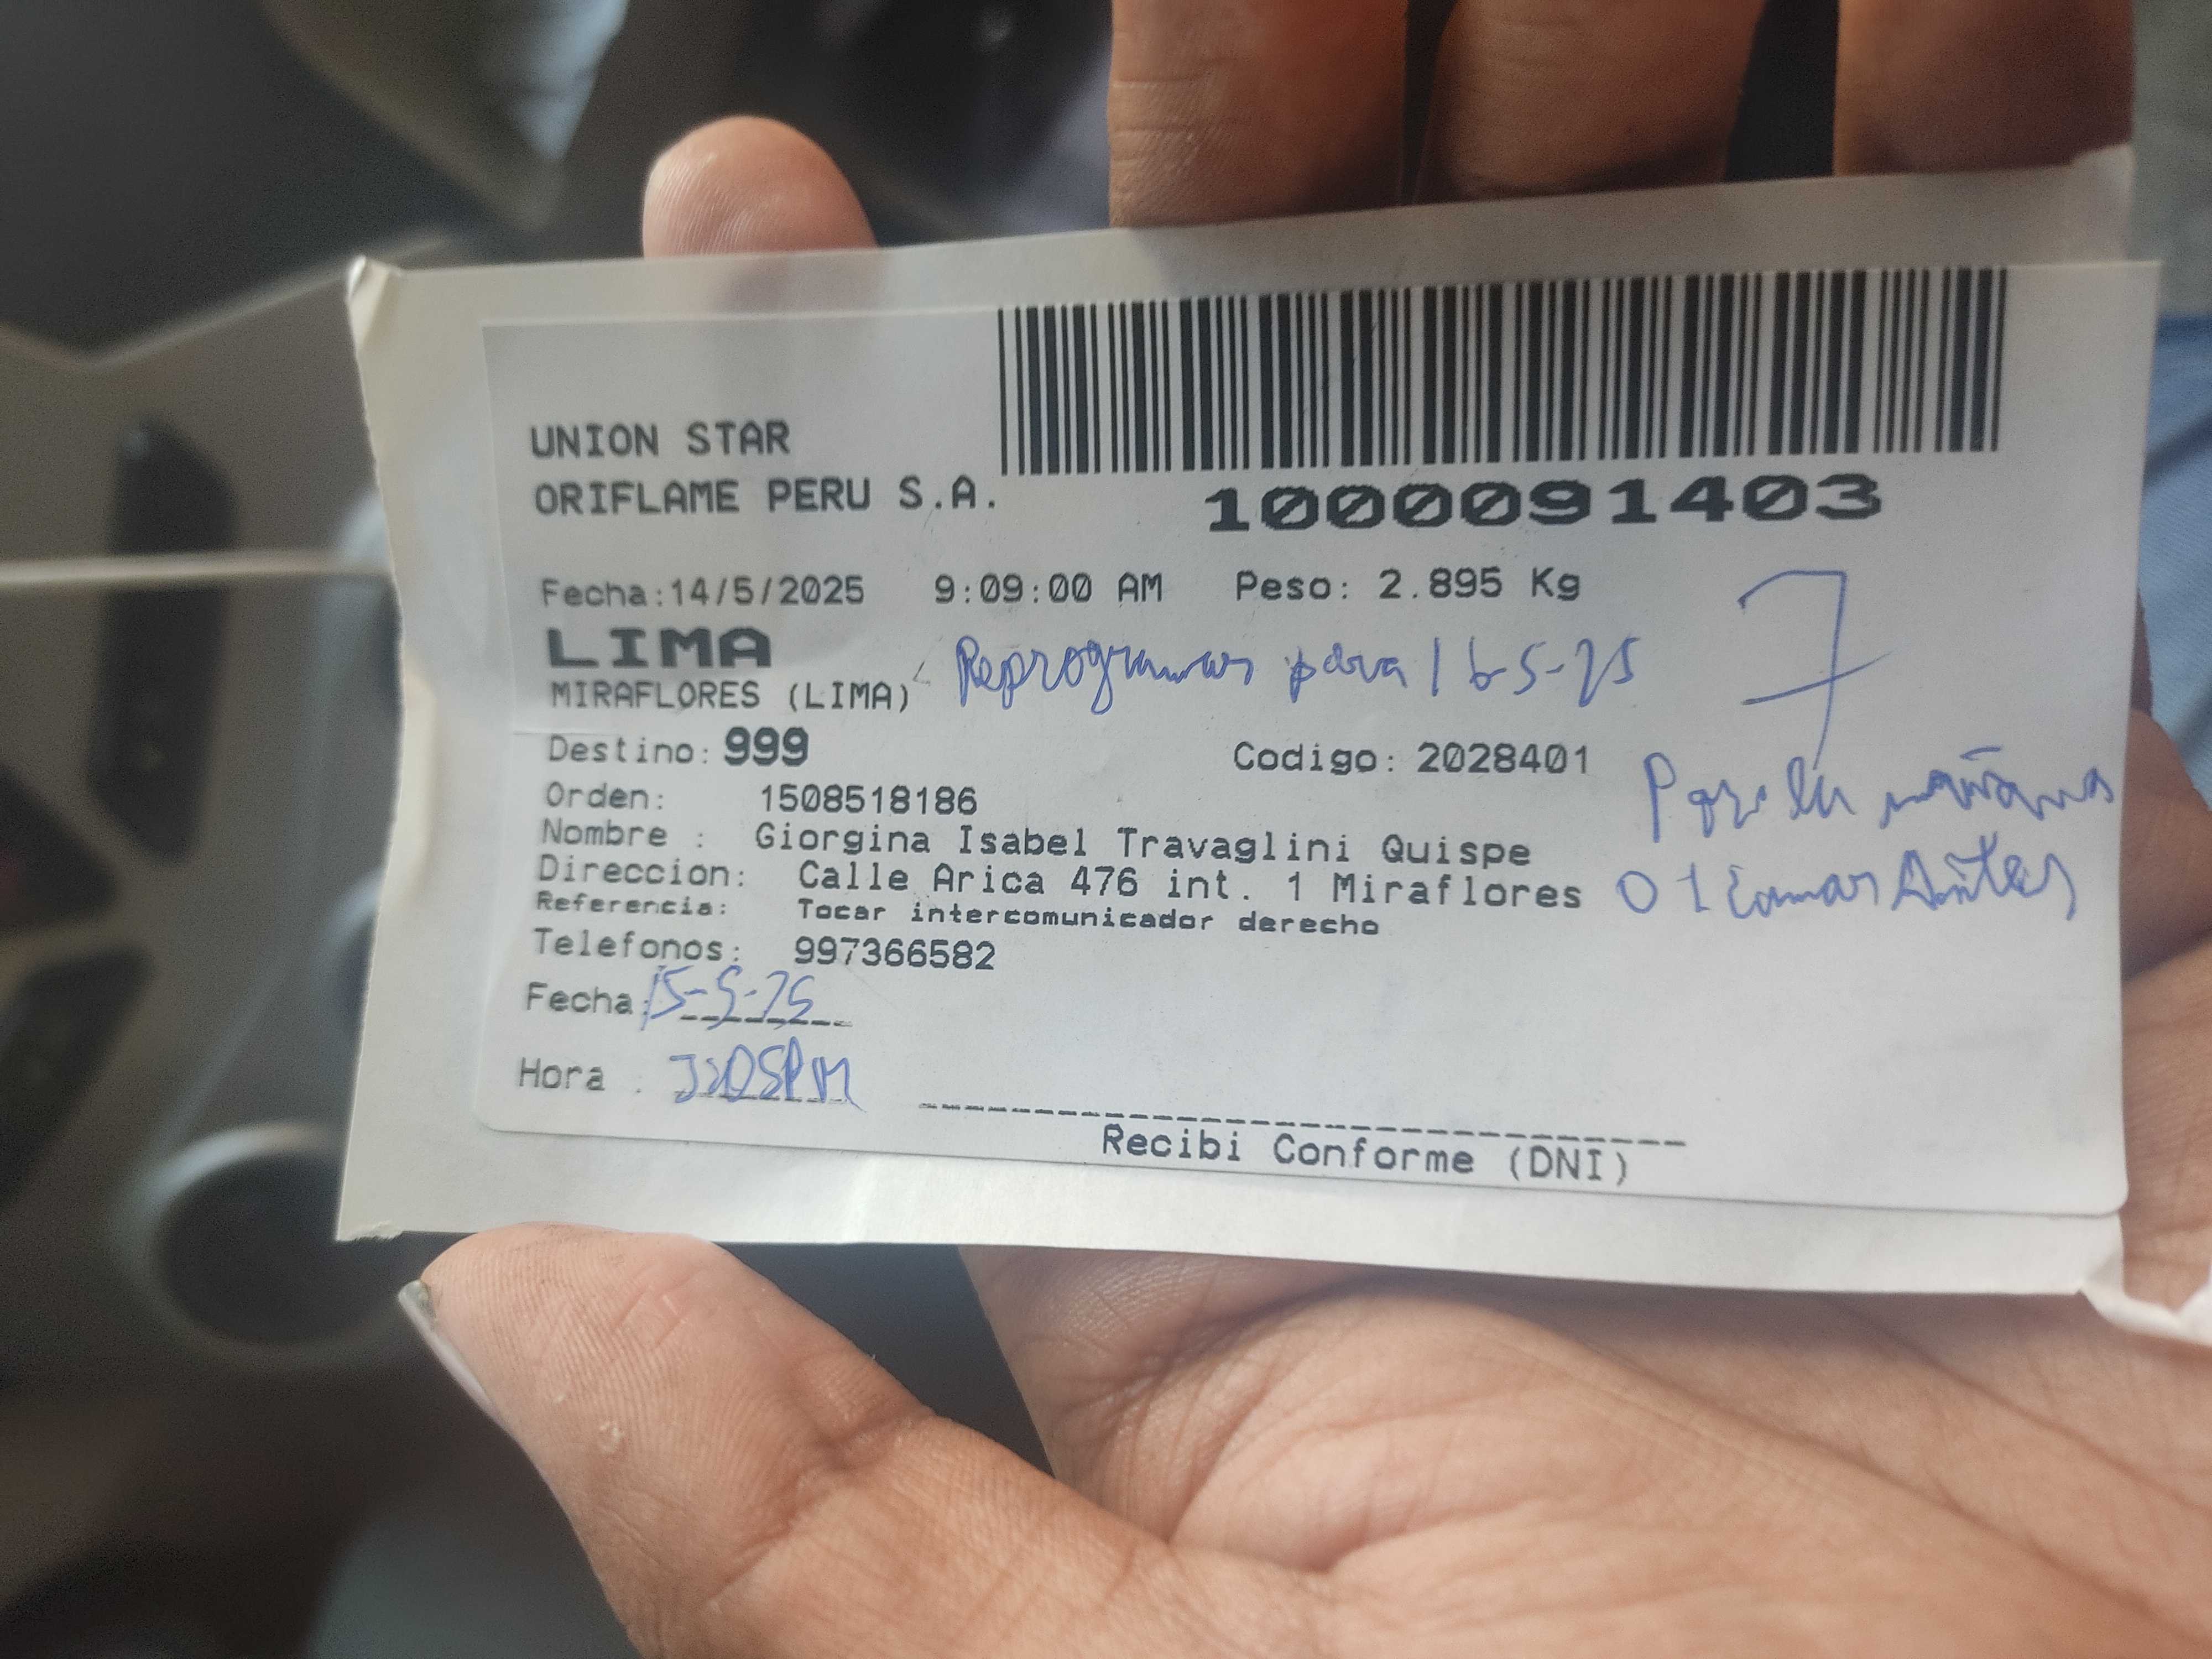 UNION STAR
ORIFLAME PERU S.A.
1000091403
Fecha:14/5/2025 9:09:00 AM Peso: 2.895 Kg
7
LIMA
MIRAFLORES (LIMA) Reprogramar para 16-5-25
Destino: 999 Codigo: 2028401
Por la mañana
Orden: 1508518186
Nombre : Giorgina Isabel Travaglini Quispe
Direccion: Calle Arica 476 int. 1 Miraflores
O llamar Antes
Referencia: Tocar intercomunicador derecho
Telefonos: 997366582
Fecha: 15-5-25
Hora :
Recibi Conforme (DNI)